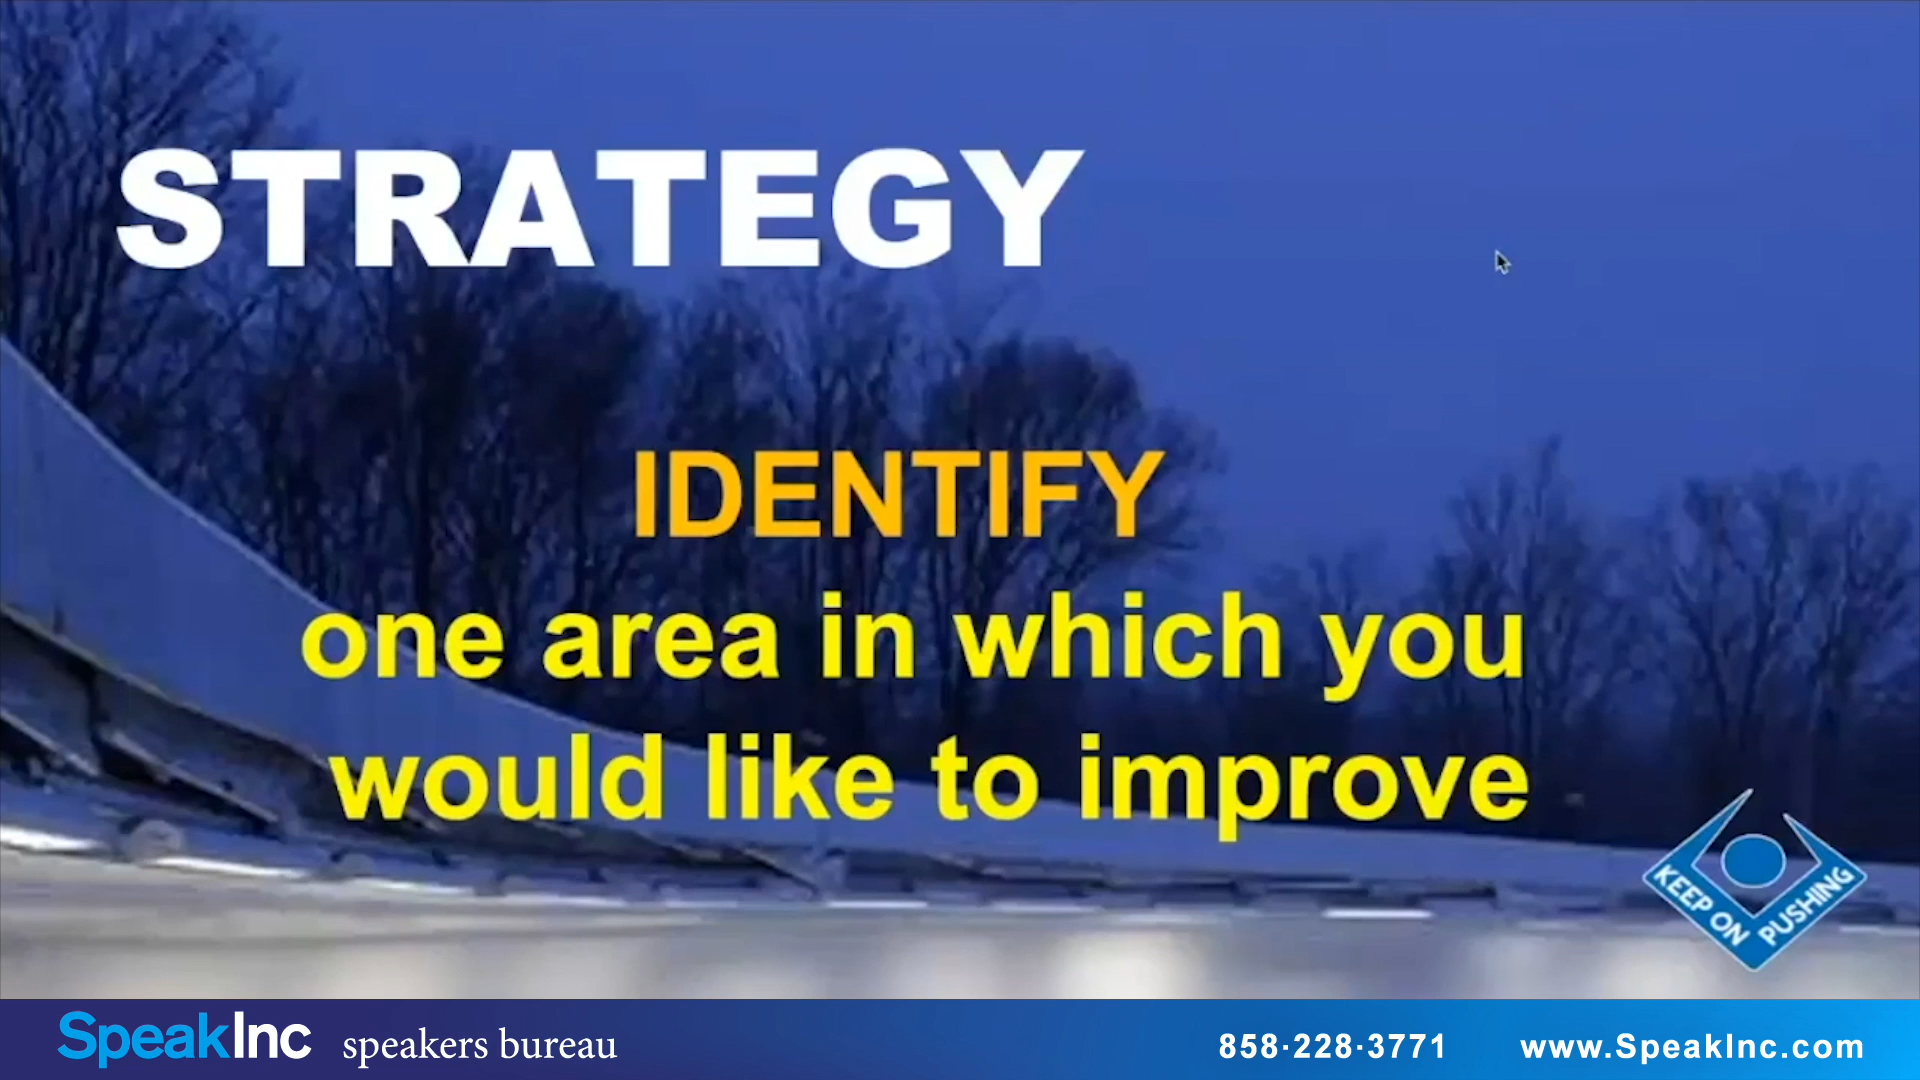 STRATEGY
IDENTIFY
one area in which you
would like to improve
KEEP ON PUSHING
SpeakInc speakers bureau 858·228·3771 www.SpeakInc.com